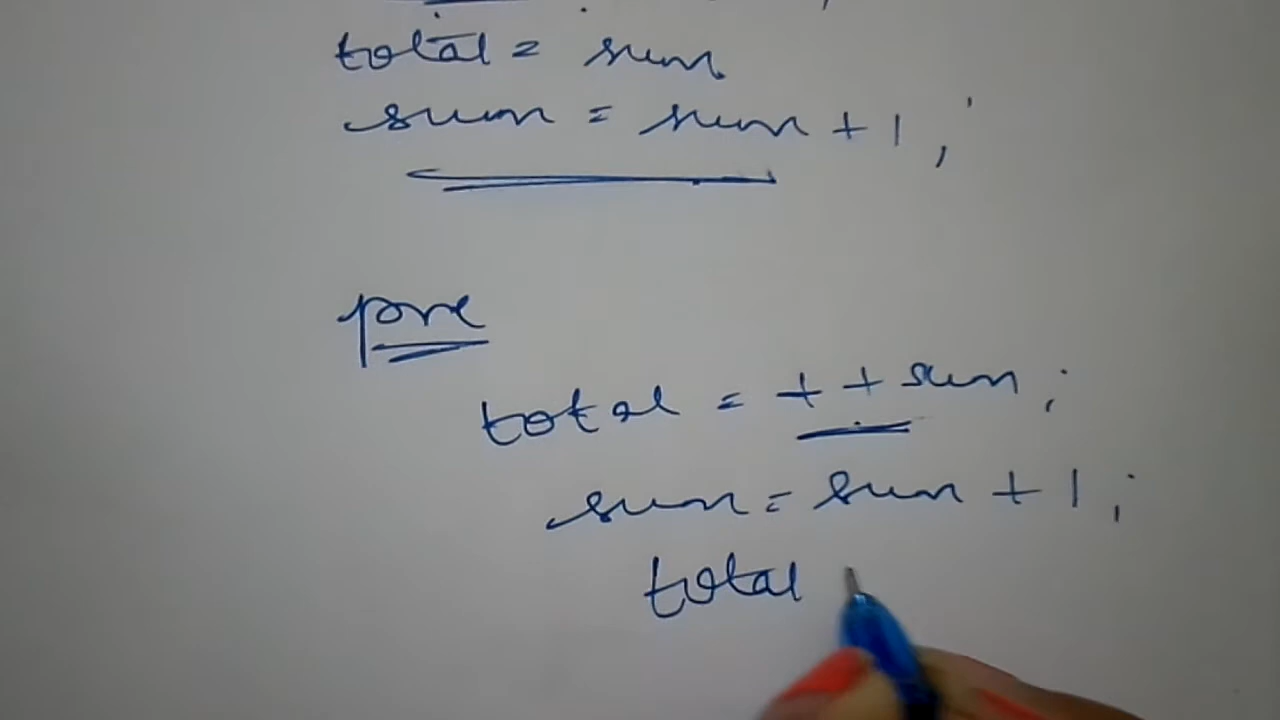 total = sum
sum = sum + 1 ;
pre
total = + + sum ;
sum = sum + 1 ;
total